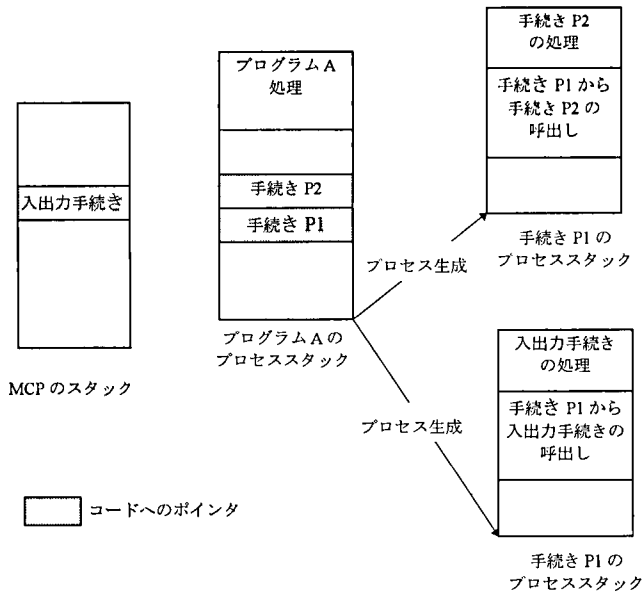 入出力手続き
MCP のスタック
プログラム A
処理
手続き P2
手続き P1
プログラム A の
プロセススタック
プロセス生成
プロセス生成
手続き P2
の処理
手続き P1 から
手続き P2 の
呼出し
手続き P1 の
プロセススタック
入出力手続き
の処理
手続き P1 から
入出力手続きの
呼出し
手続き P1 の
プロセススタック
コードへのポインタ